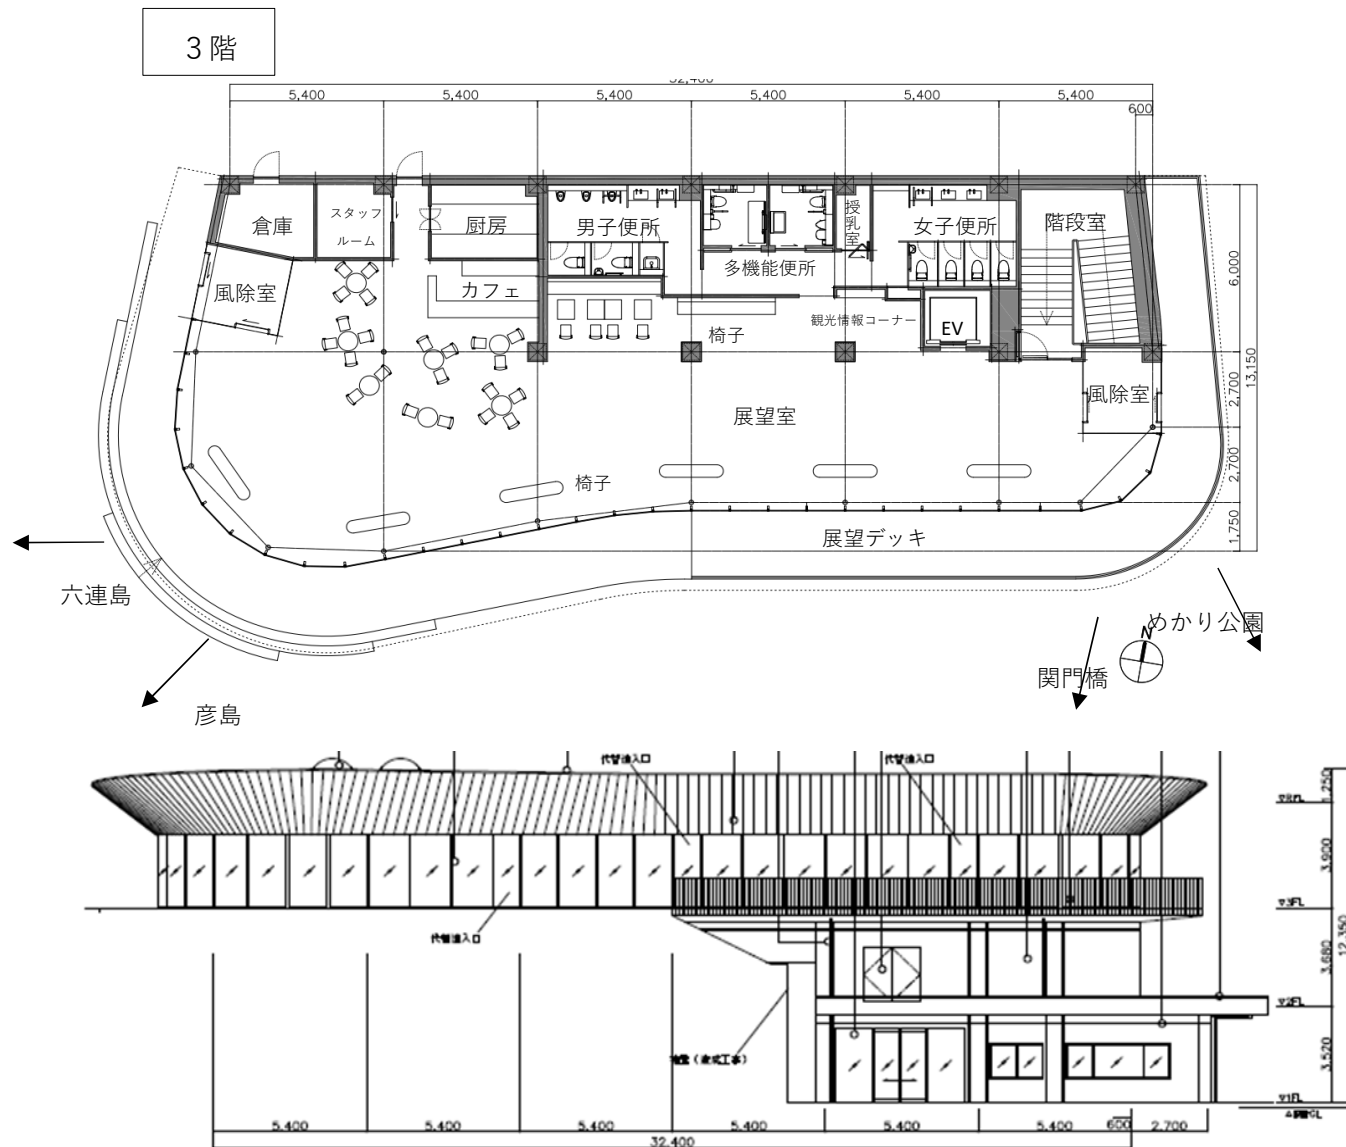 3階
32,400
5,400 5,400 5,400 5,400 5,400 5,400
600
倉庫
スタッフ
ルーム
厨房
男子便所
授乳室
女子便所
階段室
多機能便所
風除室
カフェ
椅子
観光情報コーナー
EV
6,000
13,150
2,700
2,700
1,750
風除室
展望室
椅子
展望デッキ
六連島
めかり公園
N
関門橋
彦島
代替進入口
代替進入口
代替進入口
1,250
▽RFL
3,900
▽3FL
3,680
12,350
▽2FL
3,520
▽1FL
5,400 5,400 5,400 5,400 5,400 5,400 600 2,700
32,400